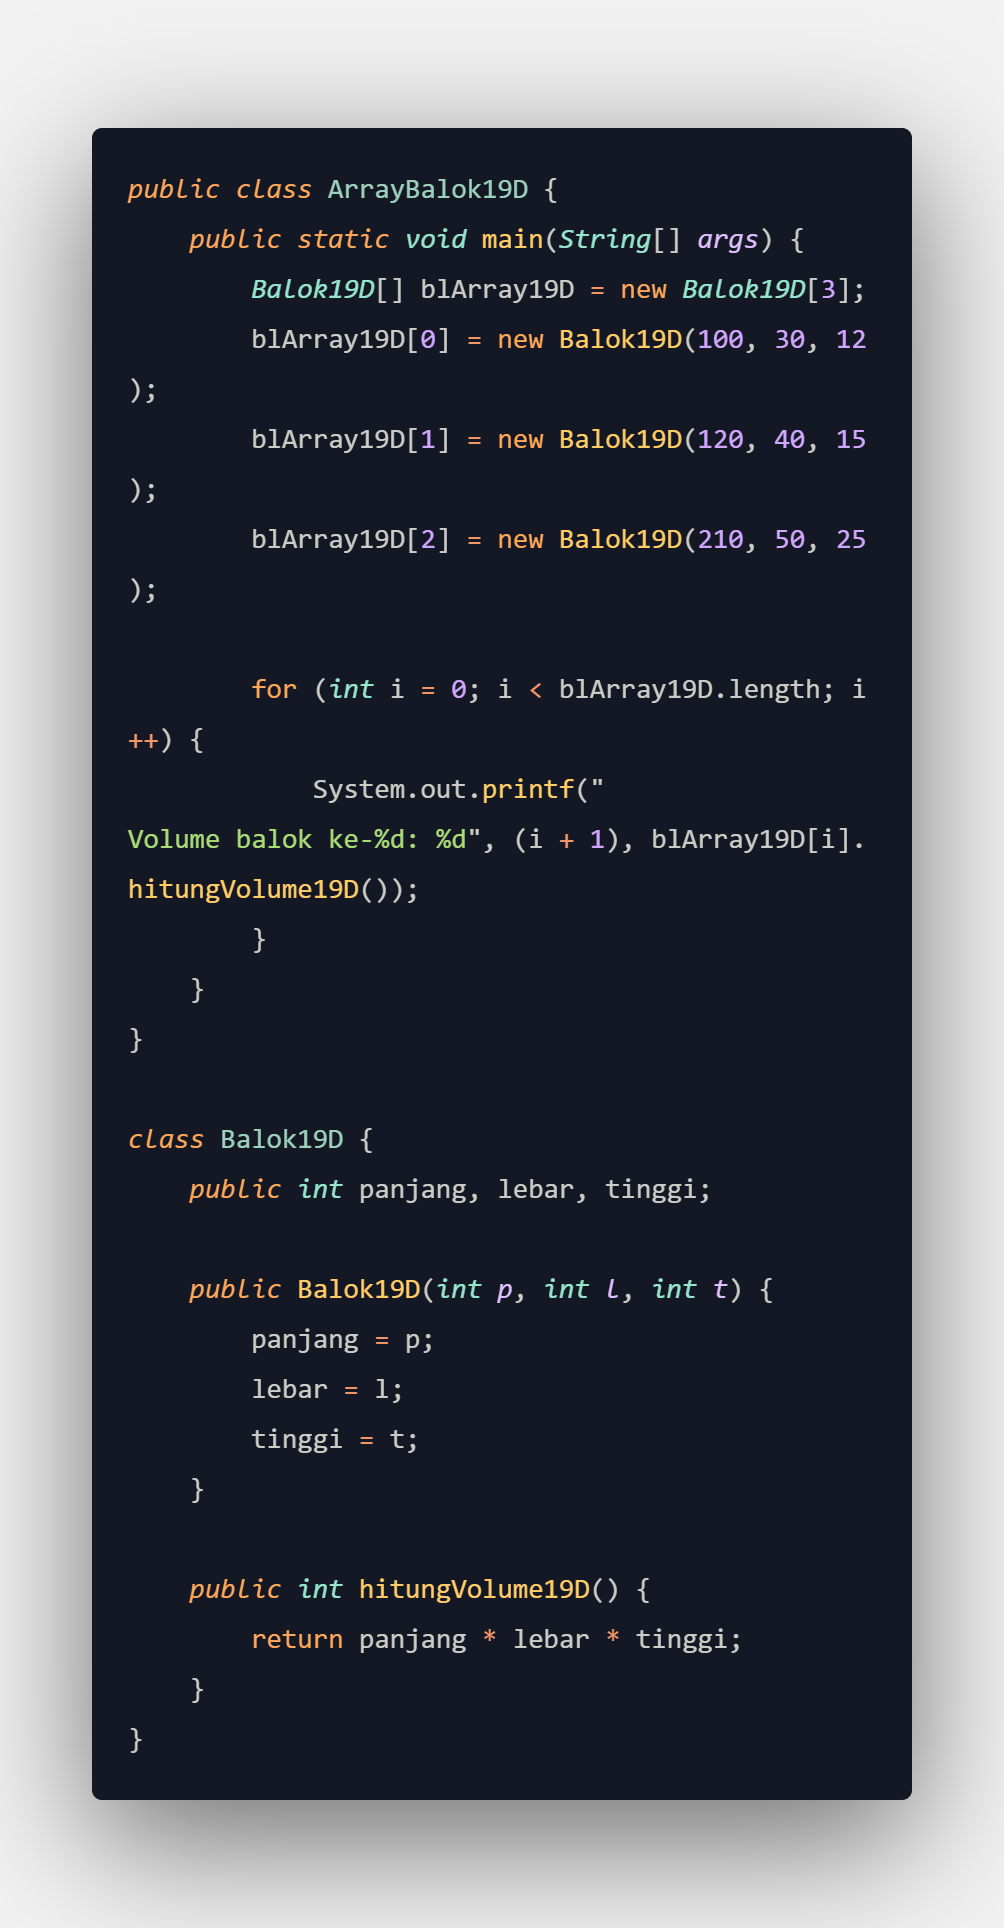 public class ArrayBalok19D {
    public static void main(String[] args) {
        Balok19D[] blArray19D = new Balok19D[3];
        blArray19D[0] = new Balok19D(100, 30, 12
);
        blArray19D[1] = new Balok19D(120, 40, 15
);
        blArray19D[2] = new Balok19D(210, 50, 25
);

        for (int i = 0; i < blArray19D.length; i
++) {
            System.out.printf("
Volume balok ke-%d: %d", (i + 1), blArray19D[i].
hitungVolume19D());
        }
    }
}

class Balok19D {
    public int panjang, lebar, tinggi;

    public Balok19D(int p, int l, int t) {
        panjang = p;
        lebar = l;
        tinggi = t;
    }

    public int hitungVolume19D() {
        return panjang * lebar * tinggi;
    }
}